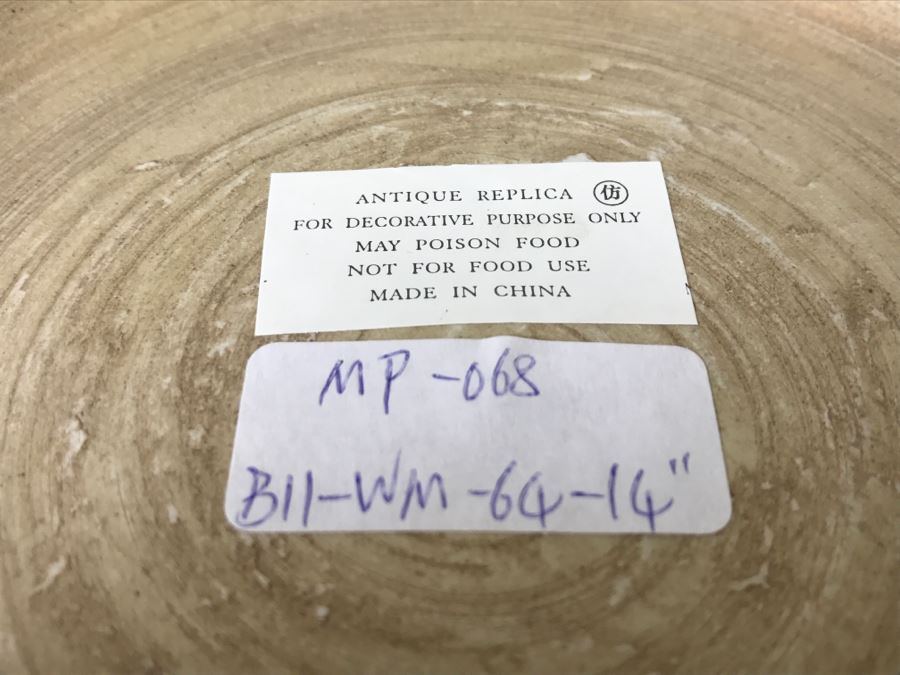 ANTIQUE REPLICA 仿
FOR DECORATIVE PURPOSE ONLY
MAY POISON FOOD
NOT FOR FOOD USE
MADE IN CHINA
MP-068
B11-WM-64-14"